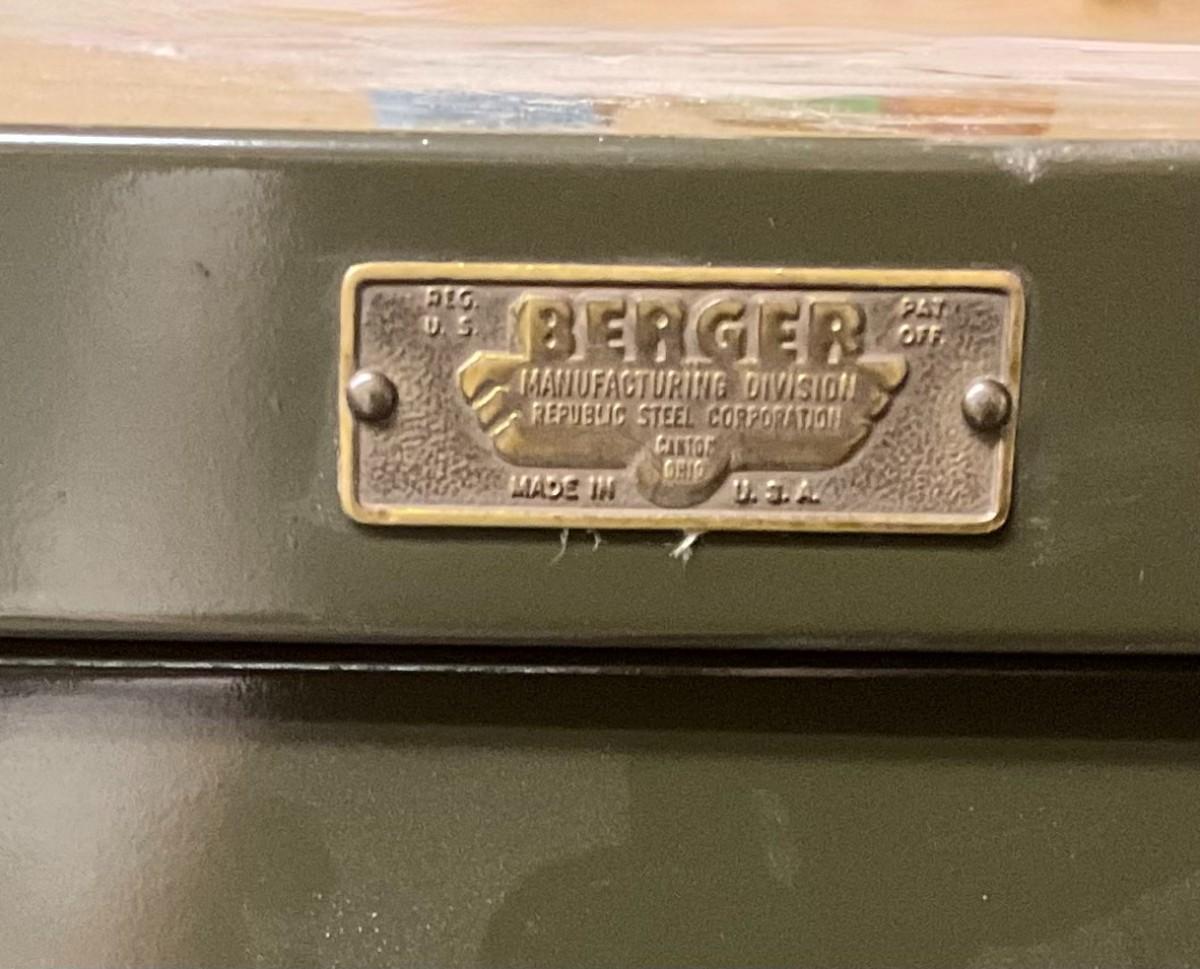 REG.
U. S.
BERGER
PAT
OFF.
MANUFACTURING DIVISION
REPUBLIC STEEL CORPORATION
CANTON
OHIO
MADE IN U. S. A.